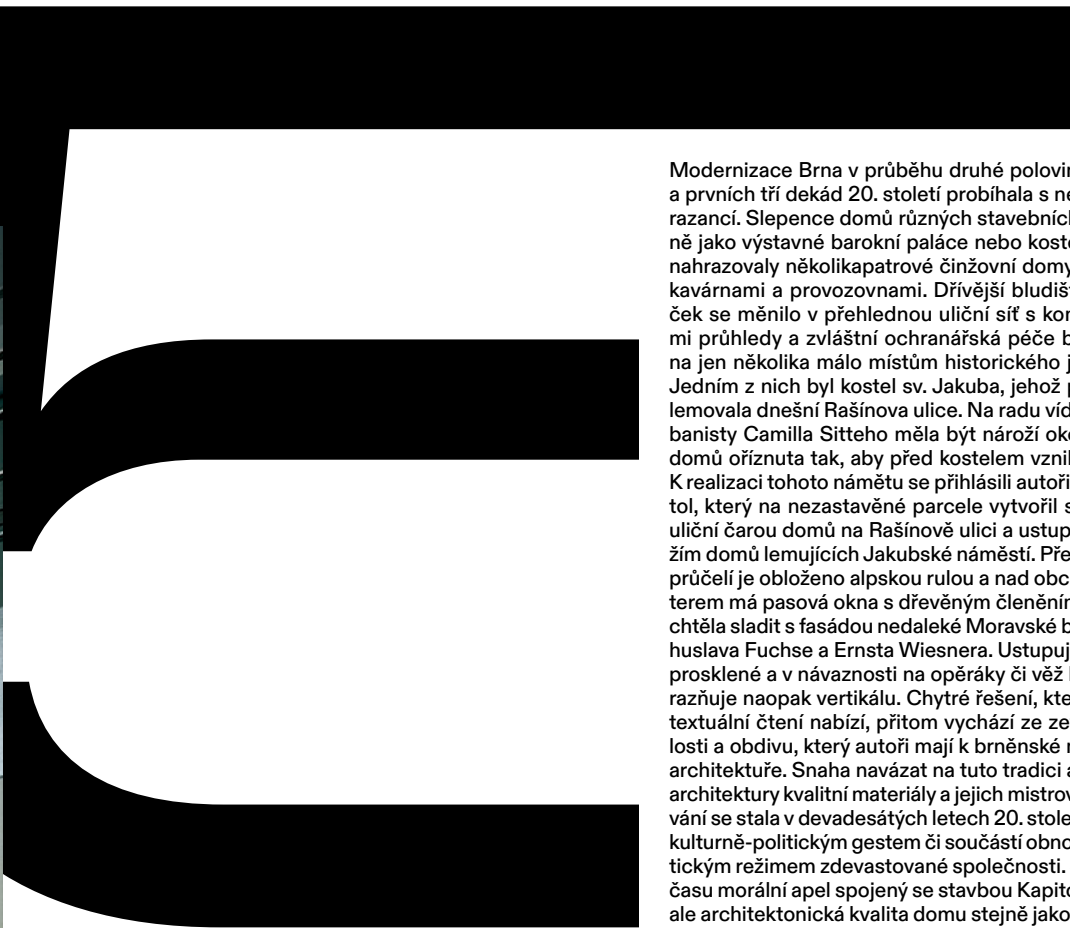 Modernizace Brna v průběhu druhé polovin
a prvních tří dekád 20. století probíhala s ne
razancí. Slepence domů různých stavebních
ně jako výstavné barokní paláce nebo koste
nahrazovaly několikapatrové činžovní domy
kavárnami a provozovnami. Dřívější bludišt
ček se měnilo v přehlednou uliční síť s kon
mi průhledy a zvláštní ochranářská péče b
na jen několika málo místům historického j
Jedním z nich byl kostel sv. Jakuba, jehož p
lemovala dnešní Rašínova ulice. Na radu víd
banisty Camilla Sitteho měla být nároží oko
domů oříznuta tak, aby před kostelem vznik
K realizaci tohoto námětu se přihlásili autoři
tol, který na nezastavěné parcele vytvořil s
uliční čarou domů na Rašínově ulici a ustup
žím domů lemujících Jakubské náměstí. Pře
průčelí je obloženo alpskou rulou a nad obc
terem má pasová okna s dřevěným členěním
chtěla sladit s fasádou nedaleké Moravské b
huslava Fuchse a Ernsta Wiesnera. Ustupuj
prosklené a v návaznosti na opěráky či věž
razňuje naopak vertikálu. Chytré řešení, kte
textuální čtení nabízí, přitom vychází ze ze
losti a obdivu, který autoři mají k brněnské
architektuře. Snaha navázat na tuto tradici a
architektury kvalitní materiály a jejich mistrov
vání se stala v devadesátých letech 20. stole
kulturně-politickým gestem či součástí obno
tickým režimem zdevastované společnosti.
času morální apel spojený se stavbou Kapito
ale architektonická kvalita domu stejně jako